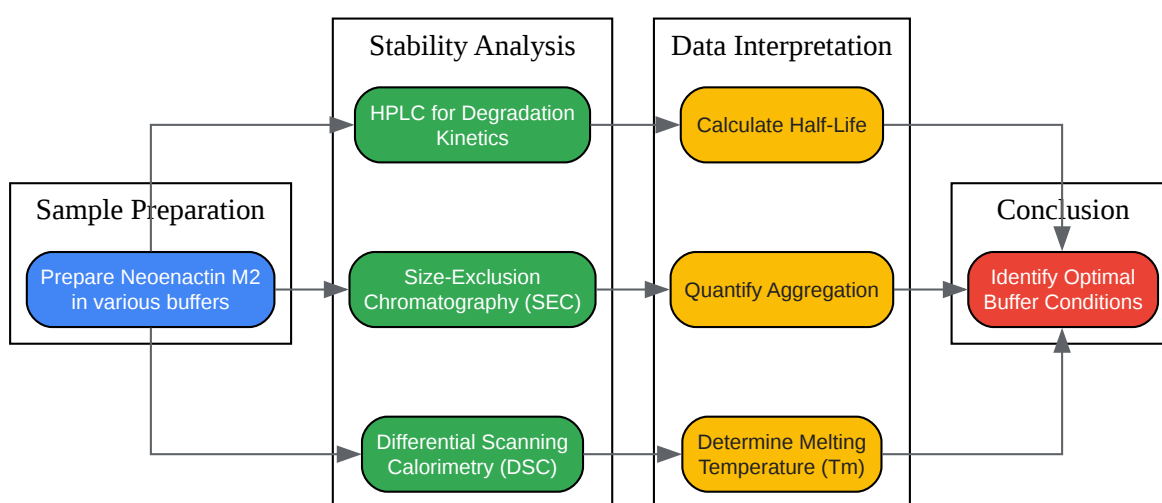 Stability Analysis
Data Interpretation
HPLC for Degradation
Kinetics
Calculate Half-Life
Sample Preparation
Conclusion
Prepare Neoenactin M2
in various buffers
Size-Exclusion
Chromatography (SEC)
Quantify Aggregation
Identify Optimal
Buffer Conditions
Differential Scanning
Calorimetry (DSC)
Determine Melting
Temperature (Tm)